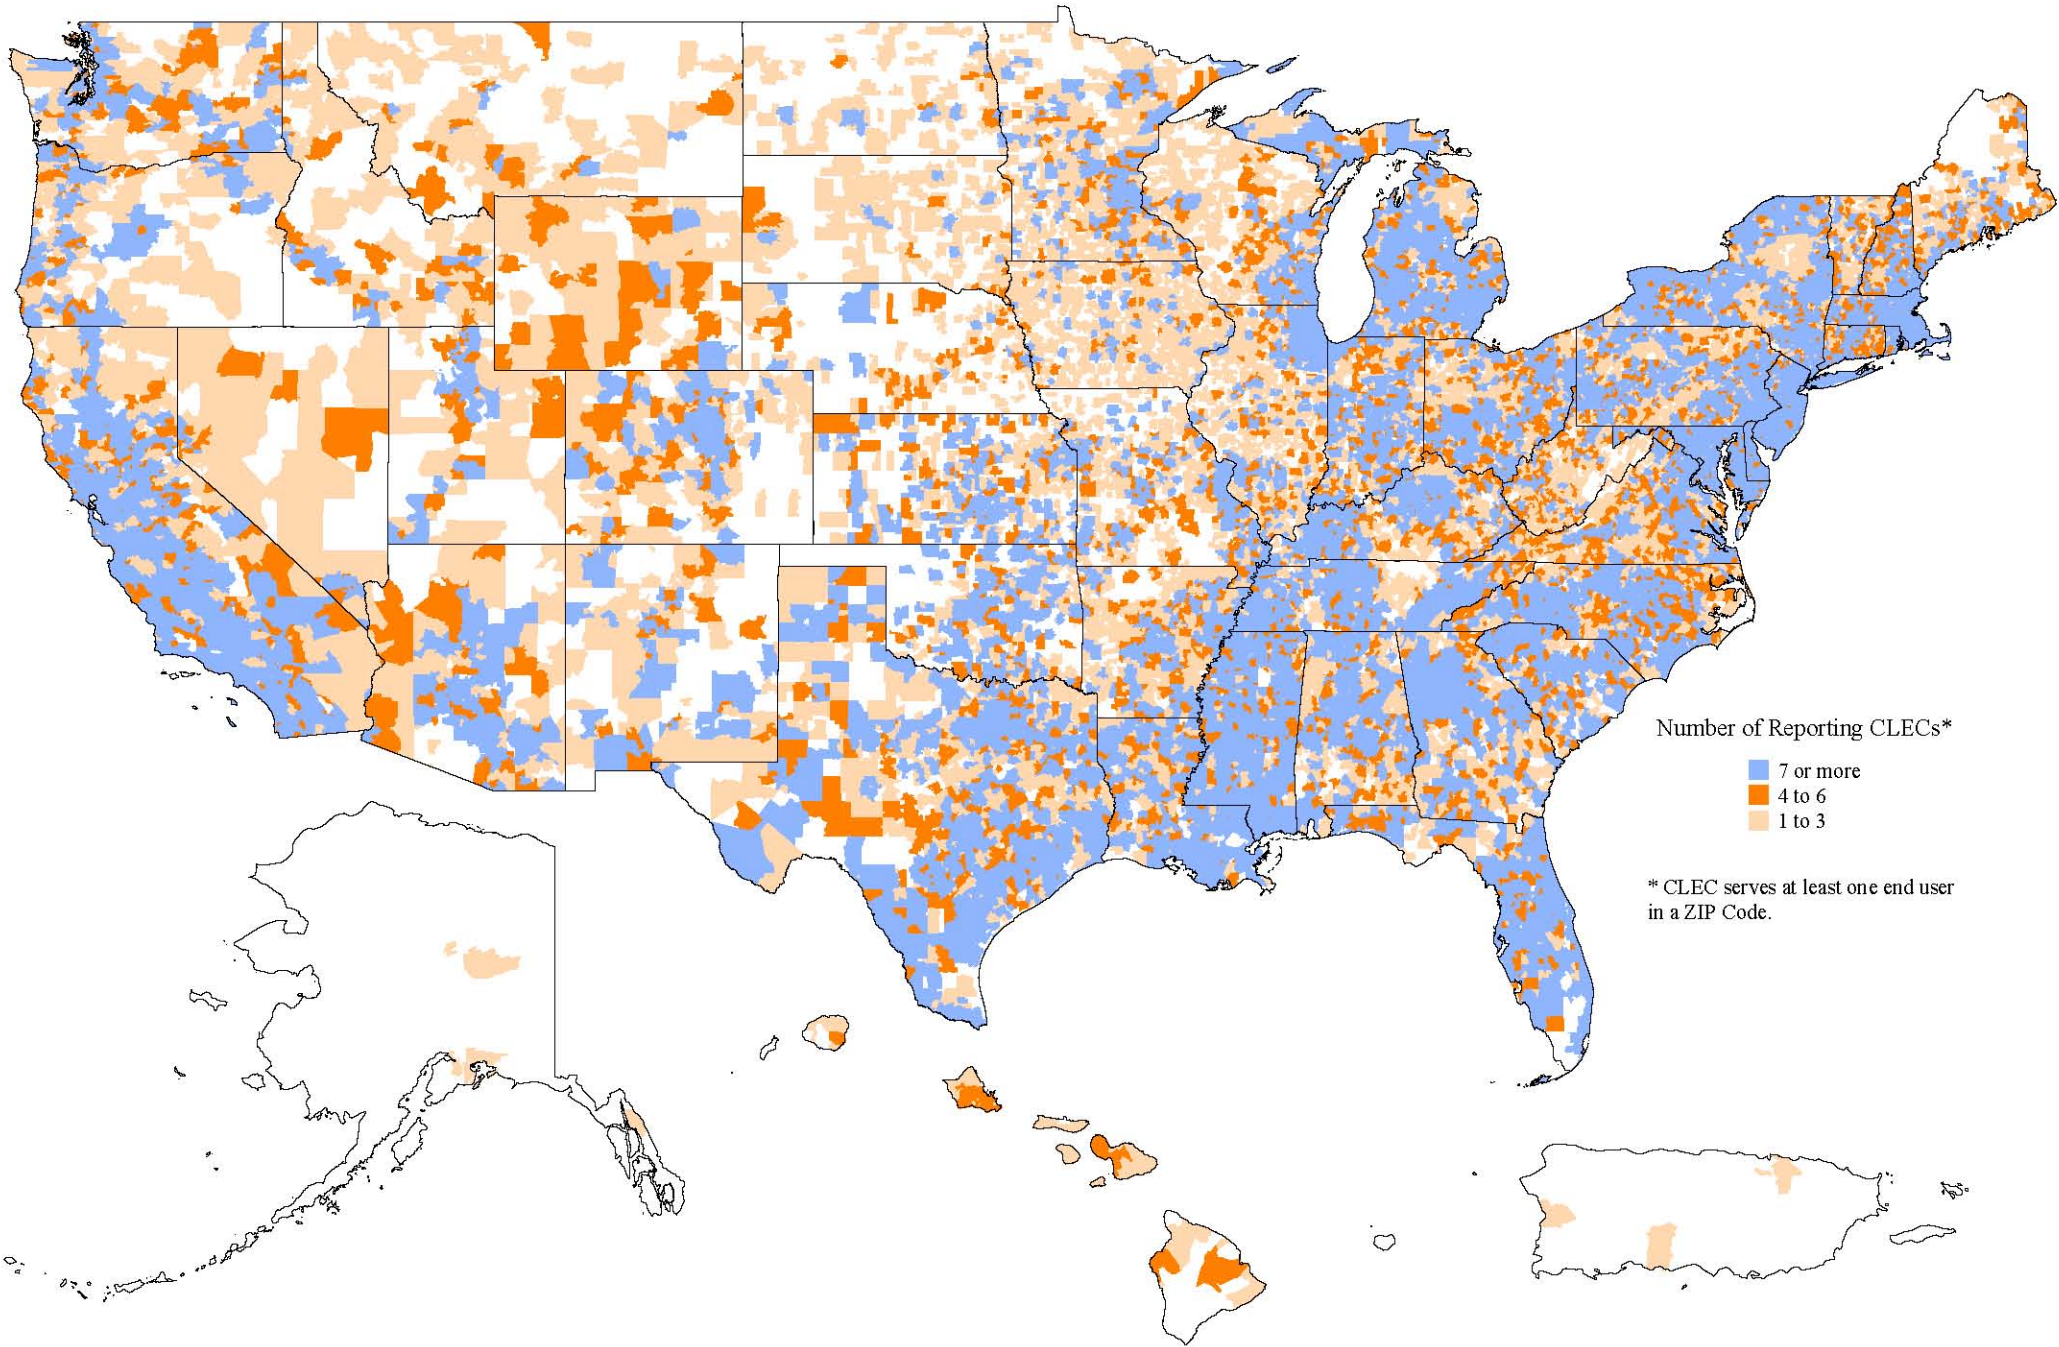 Number of Reporting CLECs*
7 or more
4 to 6
1 to 3
* CLEC serves at least one end user
in a ZIP Code.